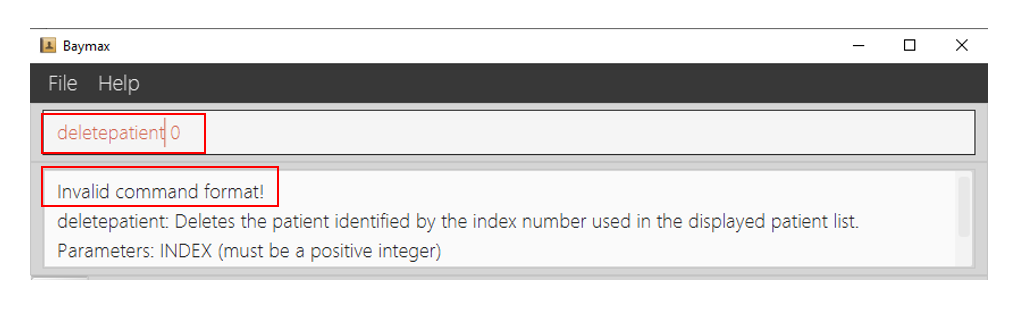 Baymax
File Help
deletepatient 0
Invalid command format!
deletepatient: Deletes the patient identified by the index number used in the displayed patient list.
Parameters: INDEX (must be a positive integer)